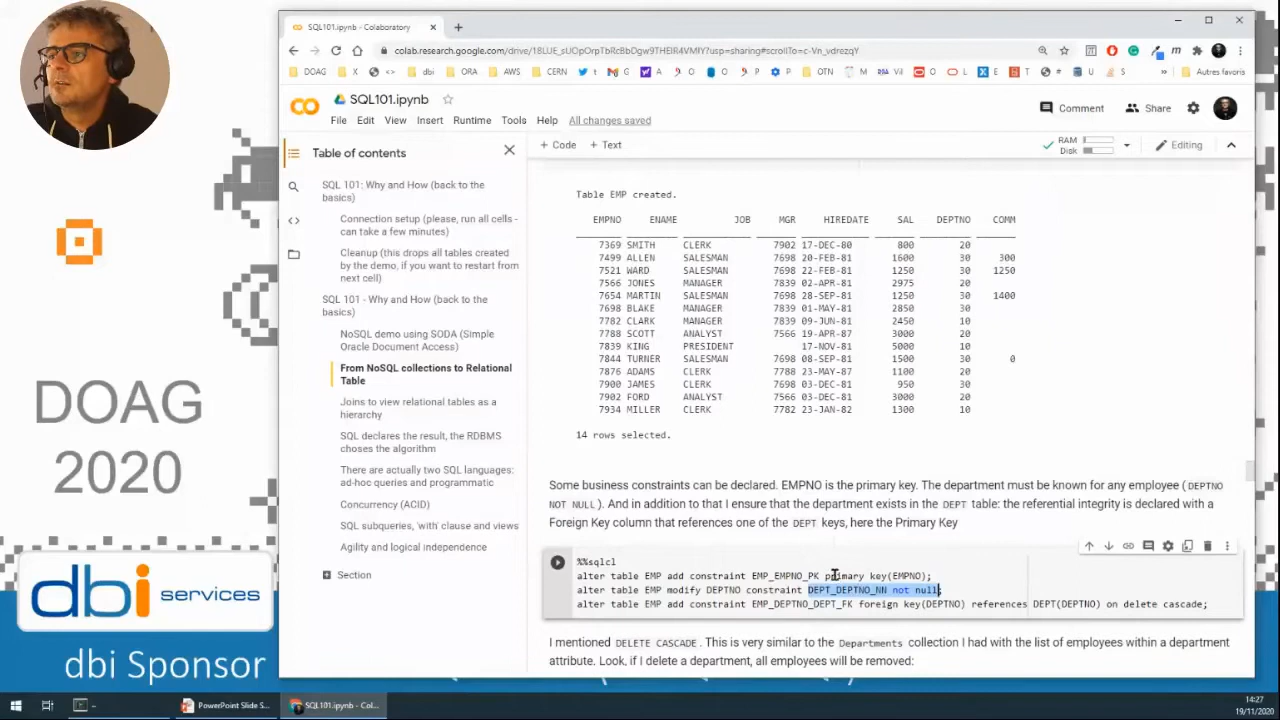 SQL101.ipynb - Colaboratory
colab.research.google.com/drive/18LUE_sUOpOrpTbRcBbDgw9THEIR4VMIY?usp=sharing#scrollTo=c-Vn_vdrezqY
DOAG
X
dbi
ORA
AWS
CERN
OTN
Autres favoris
SQL101.ipynb
Comment
Share
File Edit View Insert Runtime Tools Help All changes saved
Table of contents
+ Code + Text
RAM
Disk
Editing
SQL 101: Why and How (back to the
basics)
Connection setup (please, run all cells -
can take a few minutes)
Cleanup (this drops all tables created
by the demo, if you want to restart from
next cell)
SQL 101 - Why and How (back to the
basics)
NoSQL demo using SODA (Simple
Oracle Document Access)
From NoSQL collections to Relational
Table
Joins to view relational tables as a
hierarchy
SQL declares the result, the RDBMS
choses the algorithm
There are actually two SQL languages:
ad-hoc queries and programmatic
Concurrency (ACID)
SQL subqueries, 'with' clause and views
Agility and logical independence
Section
Table EMP created.
EMPNO ENAME JOB MGR HIREDATE SAL DEPTNO COMM
7369 SMITH CLERK 7902 17-DEC-80 800 20
7499 ALLEN SALESMAN 7698 20-FEB-81 1600 30 300
7521 WARD SALESMAN 7698 22-FEB-81 1250 30 1250
7566 JONES MANAGER 7839 02-APR-81 2975 20
7654 MARTIN SALESMAN 7698 28-SEP-81 1250 30 1400
7698 BLAKE MANAGER 7839 01-MAY-81 2850 30
7782 CLARK MANAGER 7839 09-JUN-81 2450 10
7788 SCOTT ANALYST 7566 19-APR-87 3000 20
7839 KING PRESIDENT 17-NOV-81 5000 10
7844 TURNER SALESMAN 7698 08-SEP-81 1500 30 0
7876 ADAMS CLERK 7788 23-MAY-87 1100 20
7900 JAMES CLERK 7698 03-DEC-81 950 30
7902 FORD ANALYST 7566 03-DEC-81 3000 20
7934 MILLER CLERK 7782 23-JAN-82 1300 10
14 rows selected.
Some business constraints can be declared. EMPNO is the primary key. The department must be known for any employee ( DEPTNO
NOT NULL ). And in addition to that I ensure that the department exists in the DEPT table: the referential integrity is declared with a
Foreign Key column that references one of the DEPT keys, here the Primary Key
%%sqlcl
alter table EMP add constraint EMP_EMPNO_PK primary key(EMPNO);
alter table EMP modify DEPTNO constraint DEPT_DEPTNO_NN not null;
alter table EMP add constraint EMP_DEPTNO_DEPT_FK foreign key(DEPTNO) references DEPT(DEPTNO) on delete cascade;
I mentioned DELETE CASCADE . This is very similar to the Departments collection I had with the list of employees within a department
attribute. Look, if I delete a department, all employees will be removed:
DOAG
2020
dbi services
dbi Sponsor
PowerPoint Slide S...
SQL101.ipynb - Col...
14:27
19/11/2020